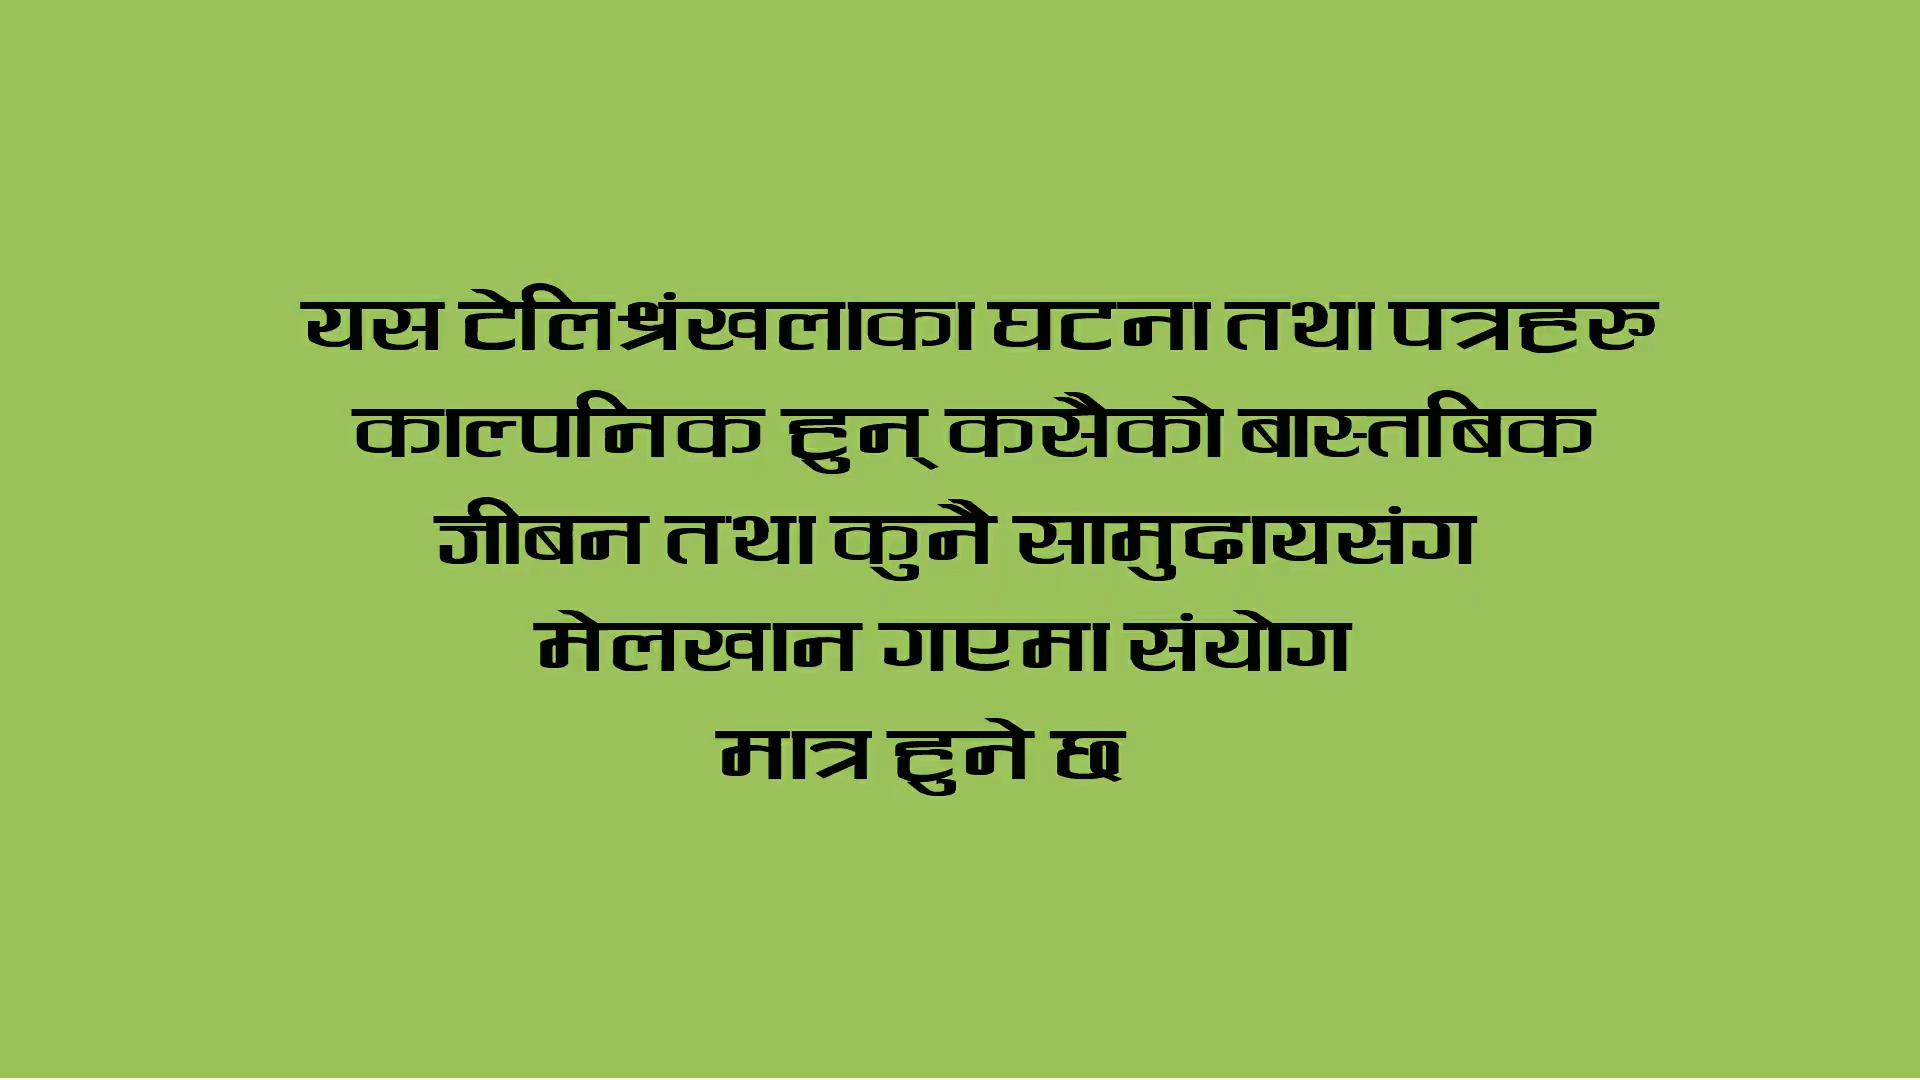 यस टेलिश्रंखलाका घटना तथा पत्रहरु
काल्पनिक हुन् कसैको बास्तबिक
जीबन तथा कुनै सामुदायसंग
मेलखान गएमा संयोग
मात्र हुने छ